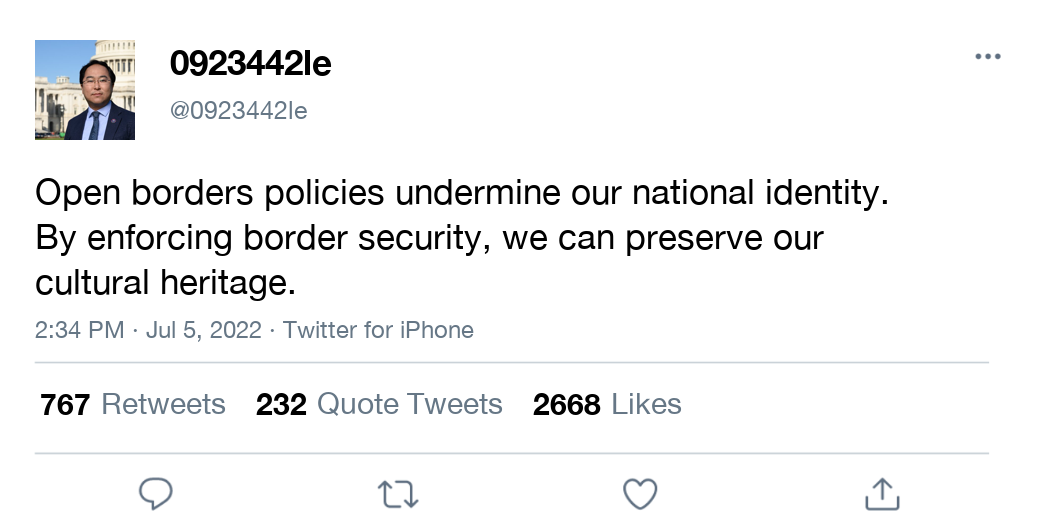 0923442le
@0923442le
Open borders policies undermine our national identity.
By enforcing border security, we can preserve our
cultural heritage.
2:34 PM · Jul 5, 2022 · Twitter for iPhone
767 Retweets 232 Quote Tweets 2668 Likes